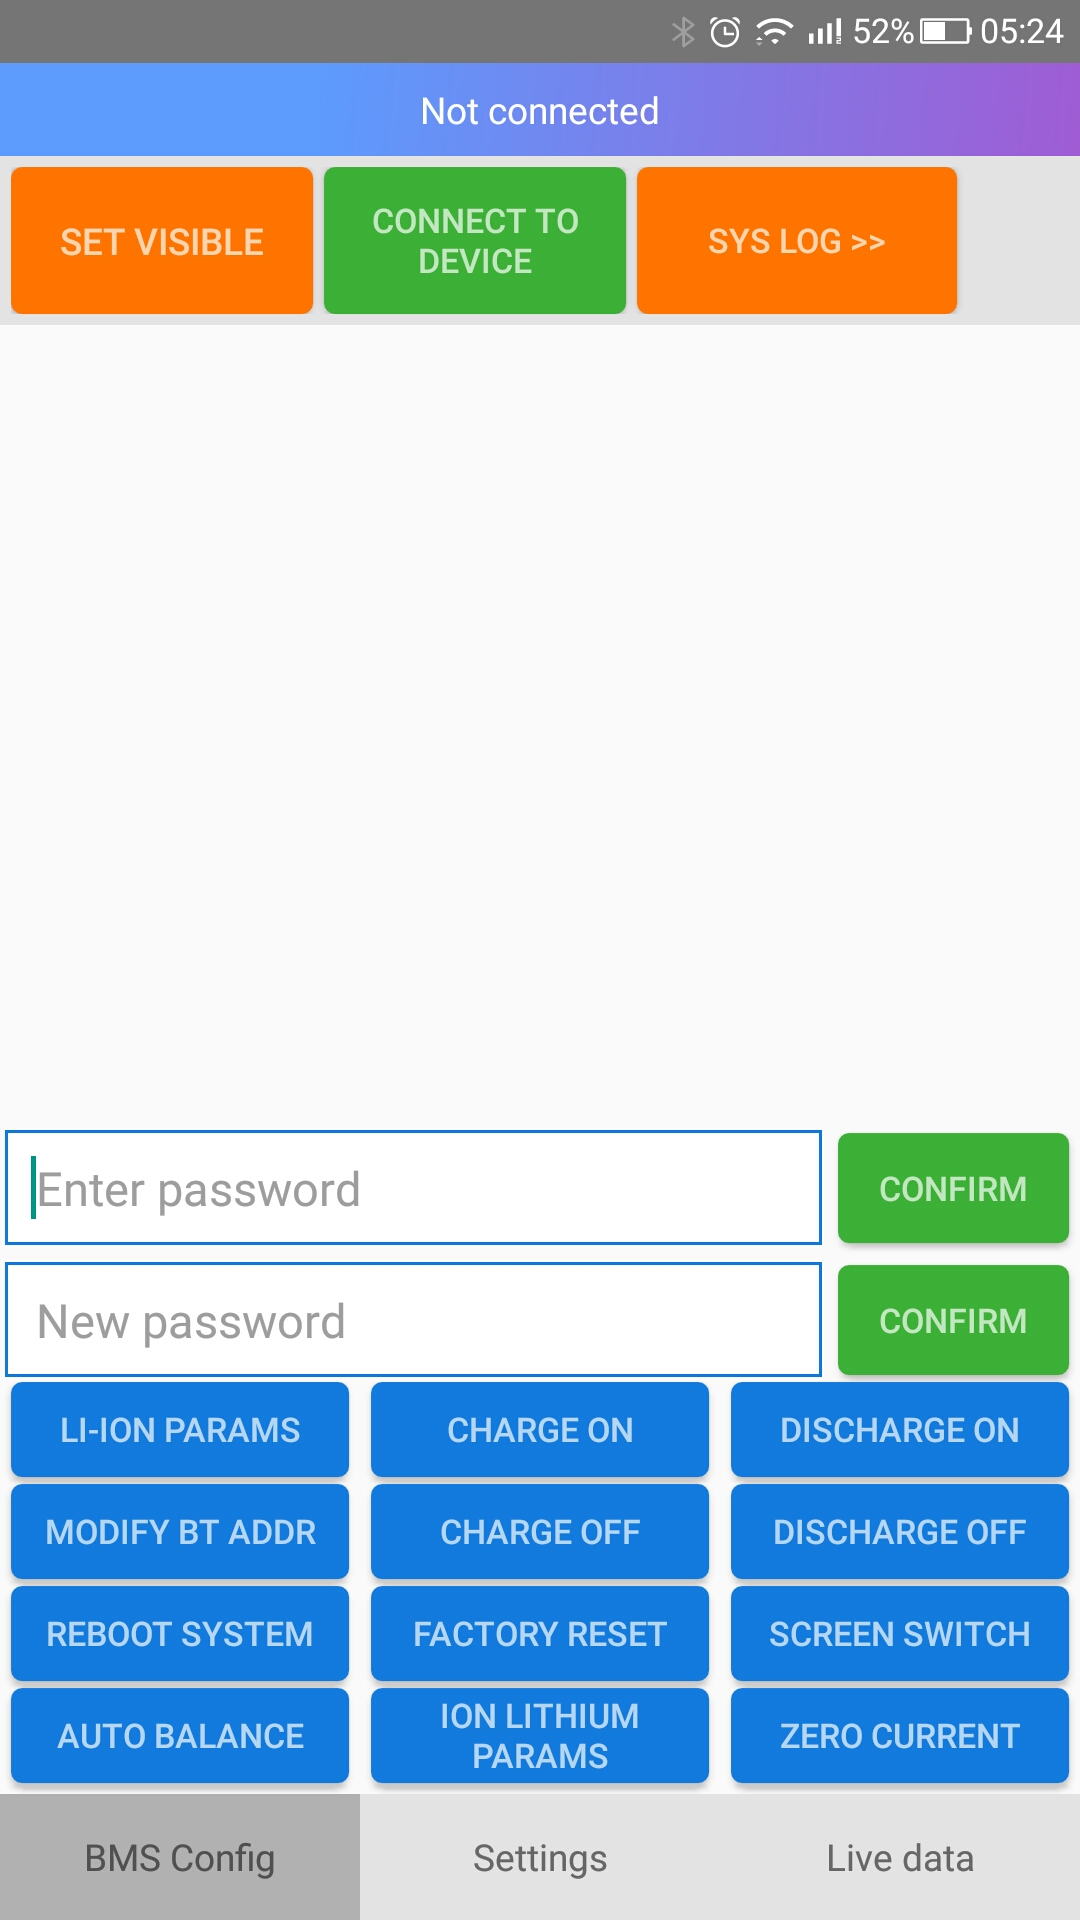 52% 05:24
Not connected
SET VISIBLE
CONNECT TO
DEVICE
SYS LOG >>
Enter password
CONFIRM
New password
CONFIRM
LI-ION PARAMS
CHARGE ON
DISCHARGE ON
MODIFY BT ADDR
CHARGE OFF
DISCHARGE OFF
REBOOT SYSTEM
FACTORY RESET
SCREEN SWITCH
AUTO BALANCE
ION LITHIUM
PARAMS
ZERO CURRENT
BMS Config
Settings
Live data